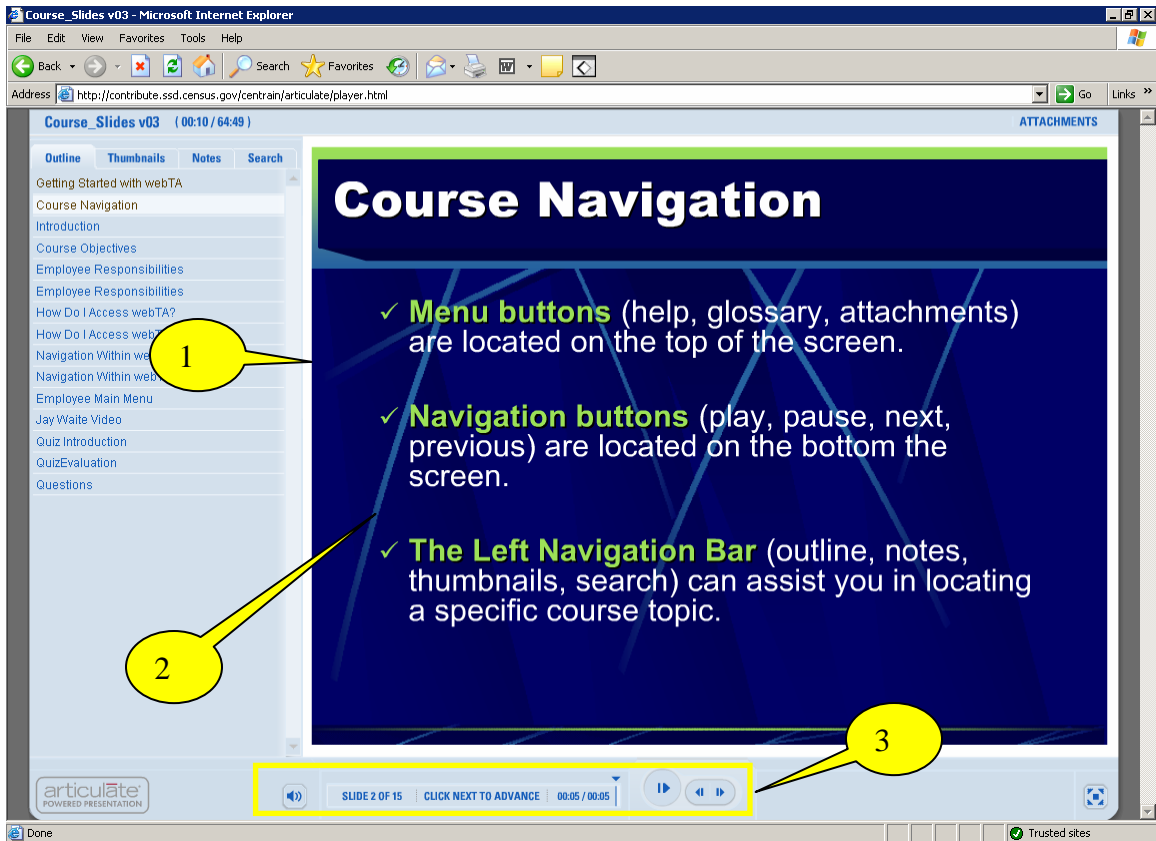 Course_Slides v03 - Microsoft Internet Explorer
File Edit View Favorites Tools Help
Back Search Favorites
Address http://contribute.ssd.census.gov/centrain/articulate/player.html Go Links »
Course_Slides v03 ( 00:10 / 64:49 ) ATTACHMENTS
Outline Thumbnails Notes Search
Getting Started with webTA
Course Navigation
Introduction
Course Objectives
Employee Responsibilities
Employee Responsibilities
How Do I Access webTA?
How Do I Access
Navigation Within
Navigation Within
Employee Main Menu
Jay Waite Video
Quiz Introduction
QuizEvaluation
Questions
1
2
Course Navigation
✓ Menu buttons (help, glossary, attachments)
are located on the top of the screen.
✓ Navigation buttons (play, pause, next,
previous) are located on the bottom the
screen.
✓ The Left Navigation Bar (outline, notes,
thumbnails, search) can assist you in locating
a specific course topic.
3
articulate
POWERED PRESENTATION
SLIDE 2 OF 15 CLICK NEXT TO ADVANCE 00:05 / 00:05
Done Trusted sites